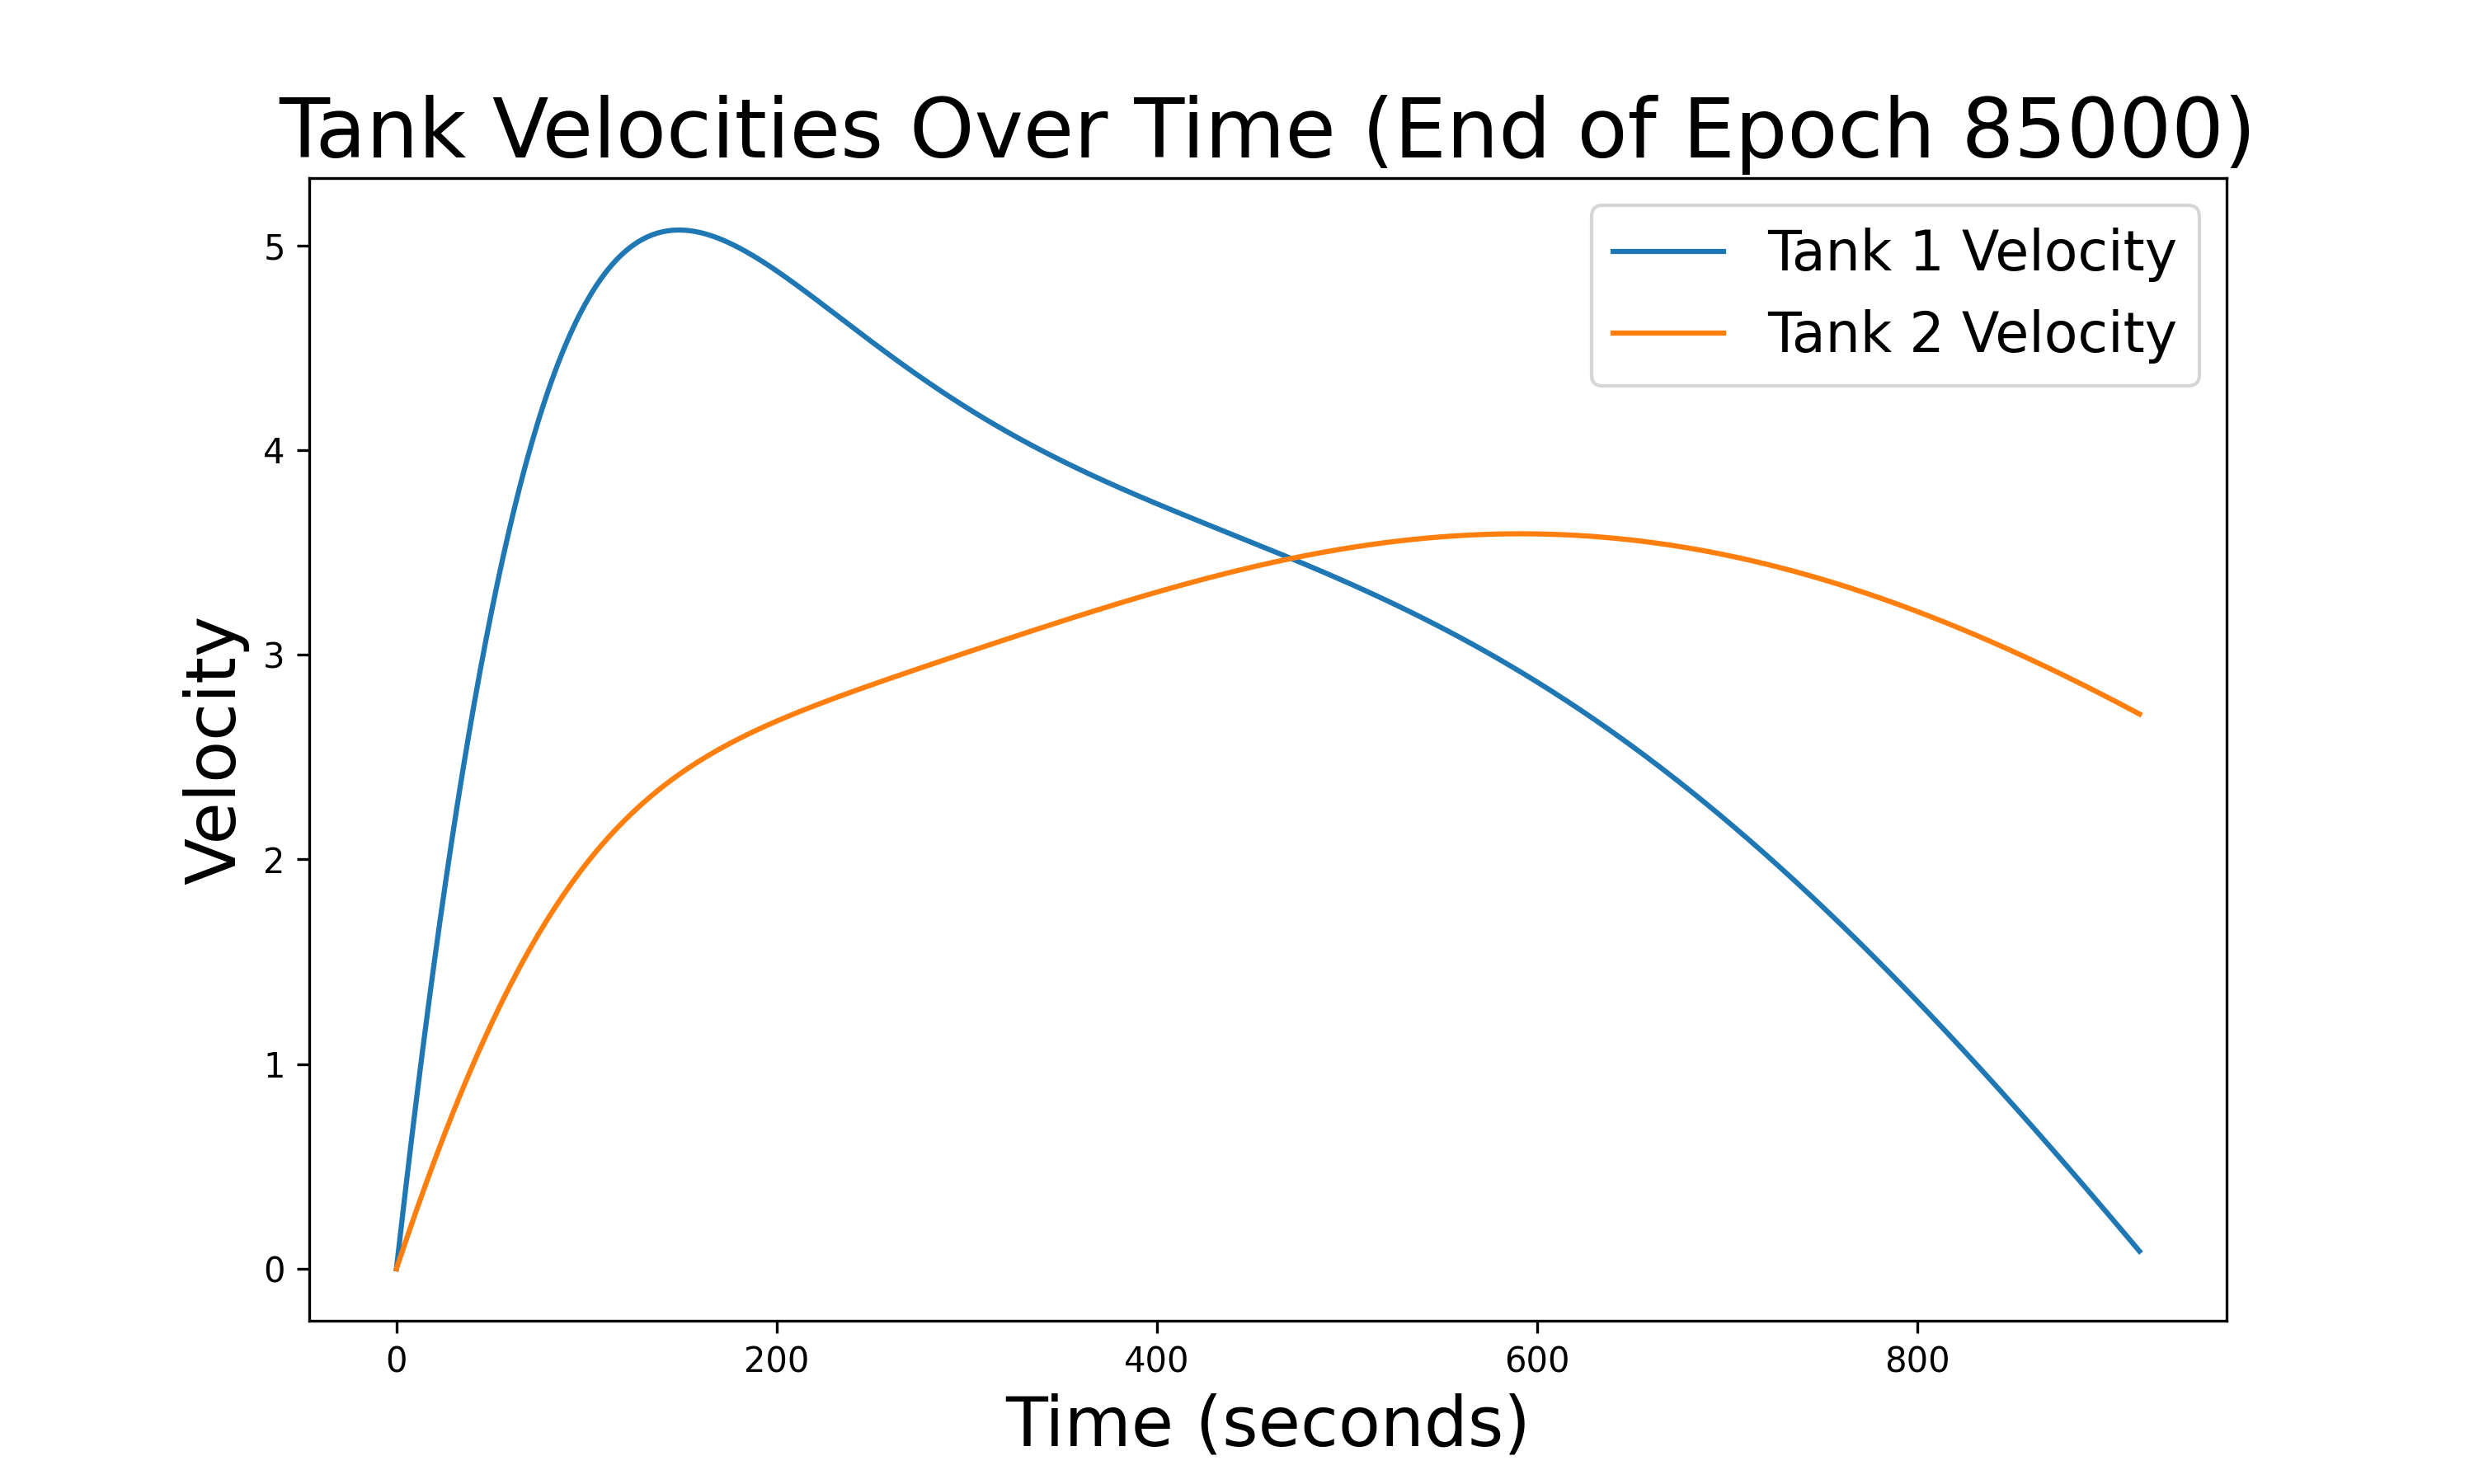 Tank Velocities Over Time (End of Epoch 85000)
Tank 1 Velocity
Tank 2 Velocity
Velocity
5
4
3
2
1
0
0 200 400 600 800
Time (seconds)